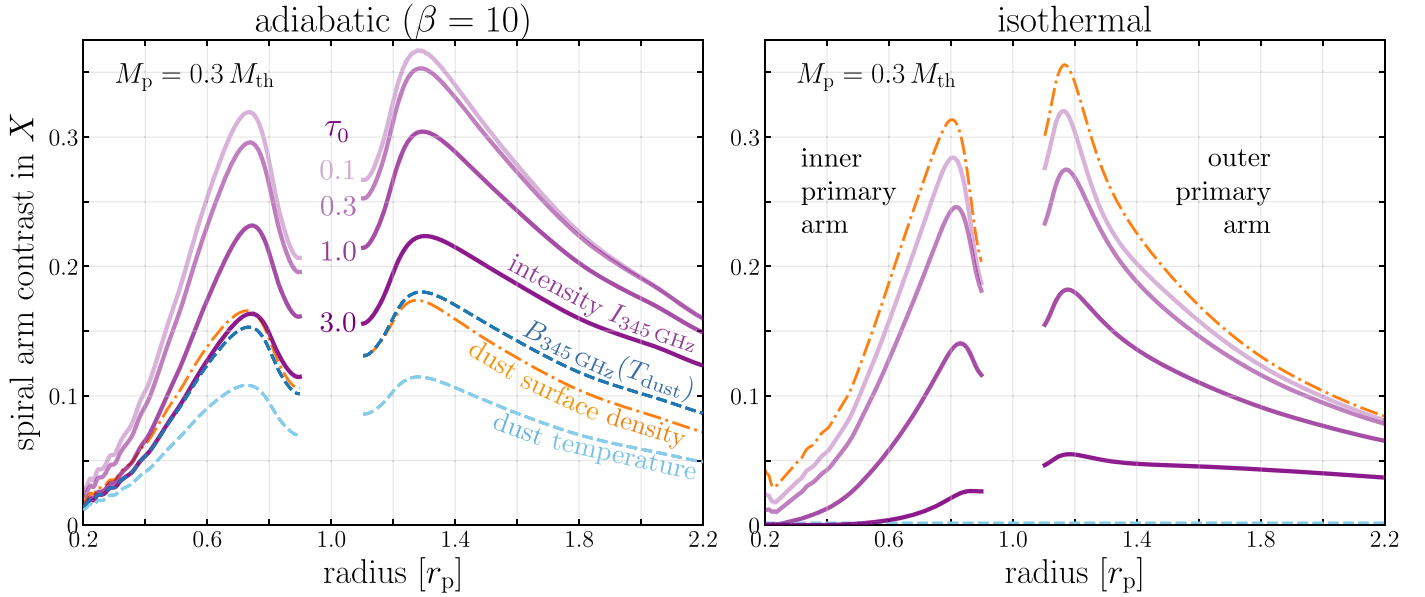 adiabatic (β = 10)
isothermal
spiral arm contrast in X
M_p = 0.3 M_th
τ_0
0.1
0.3
1.0
3.0
intensity I_345 GHz
B_345 GHz(T_dust)
dust surface density
dust temperature
0.3
0.2
0.1
0
0.2
0.6
1.0
1.4
1.8
2.2
radius [r_p]
M_p = 0.3 M_th
inner
primary
arm
outer
primary
arm
0.3
0.2
0.1
0
0.2
0.6
1.0
1.4
1.8
2.2
radius [r_p]